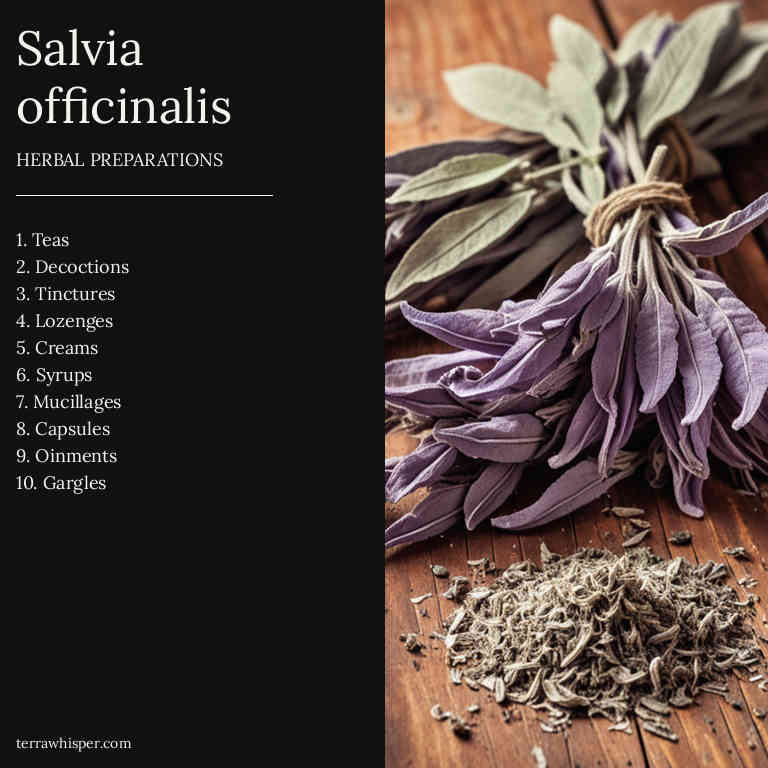 Salvia
officinalis
HERBAL PREPARATIONS
1. Teas
2. Decoctions
3. Tinctures
4. Lozenges
5. Creams
6. Syrups
7. Mucillages
8. Capsules
9. Oinments
10. Gargles
terrawhisper.com